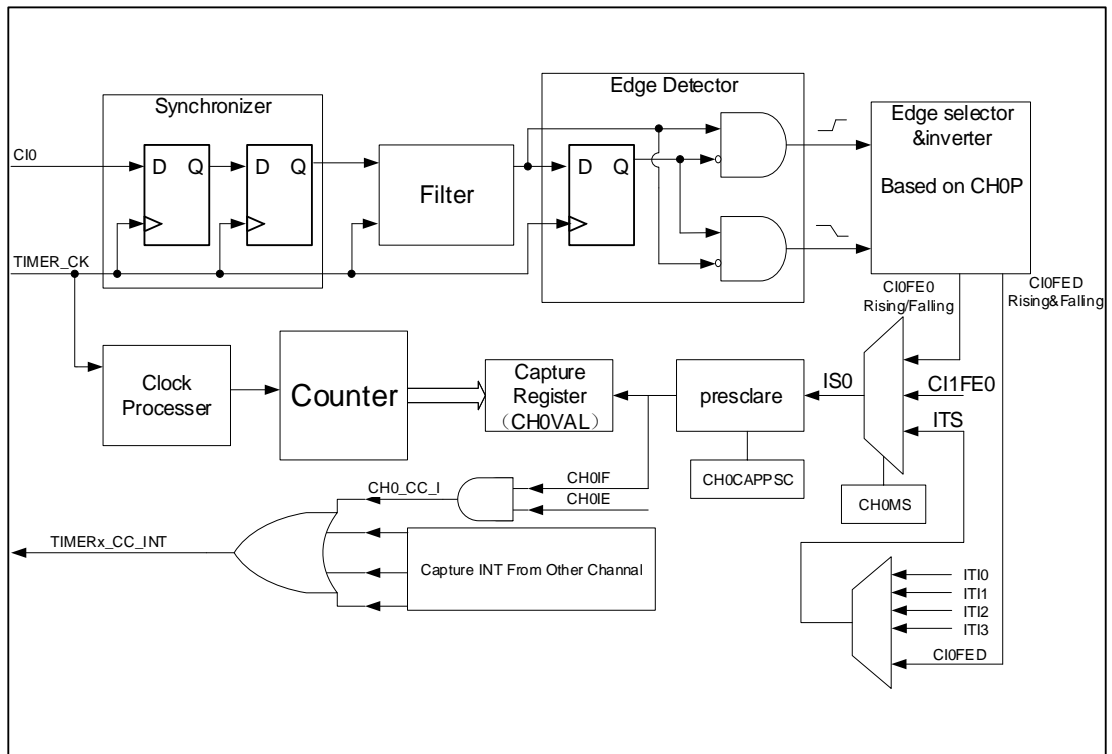 Synchronizer
Edge Detector
Edge selector
&inverter
Based on CH0P
CI0
D Q
D Q
Filter
D Q
TIMER_CK
CI0FE0
Rising/Falling
CI0FED
Rising&Falling
Clock
Processer
Counter
Capture
Register
（CH0VAL）
presclare
IS0
CI1FE0
ITS
CH0CAPPSC
CH0MS
CH0_CC_I
CH0IF
CH0IE
TIMERx_CC_INT
Capture INT From Other Channel
ITI0
ITI1
ITI2
ITI3
CI0FED